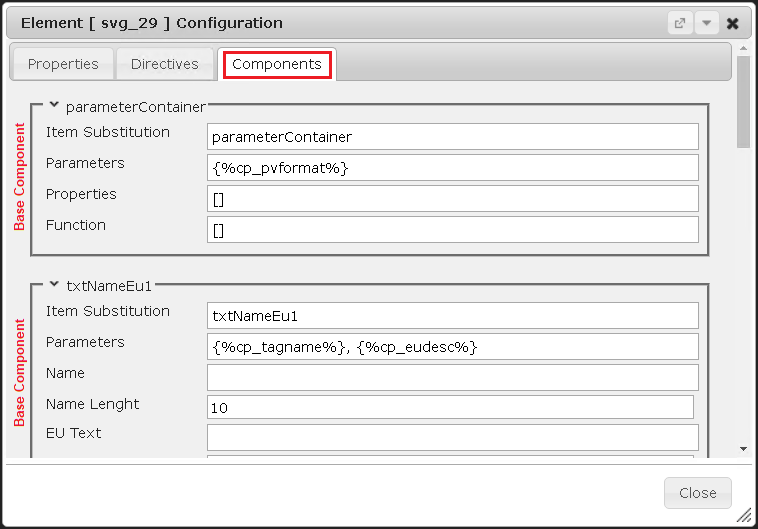 Element [ svg_29 ] Configuration
Properties
Directives
Components
Base Component
parameterContainer
Item Substitution
parameterContainer
Parameters
{%cp_pvformat%}
Properties
[]
Function
[]
Base Component
txtNameEu1
Item Substitution
txtNameEu1
Parameters
{%cp_tagname%}, {%cp_eudesc%}
Name
Name Lenght
10
EU Text
Close